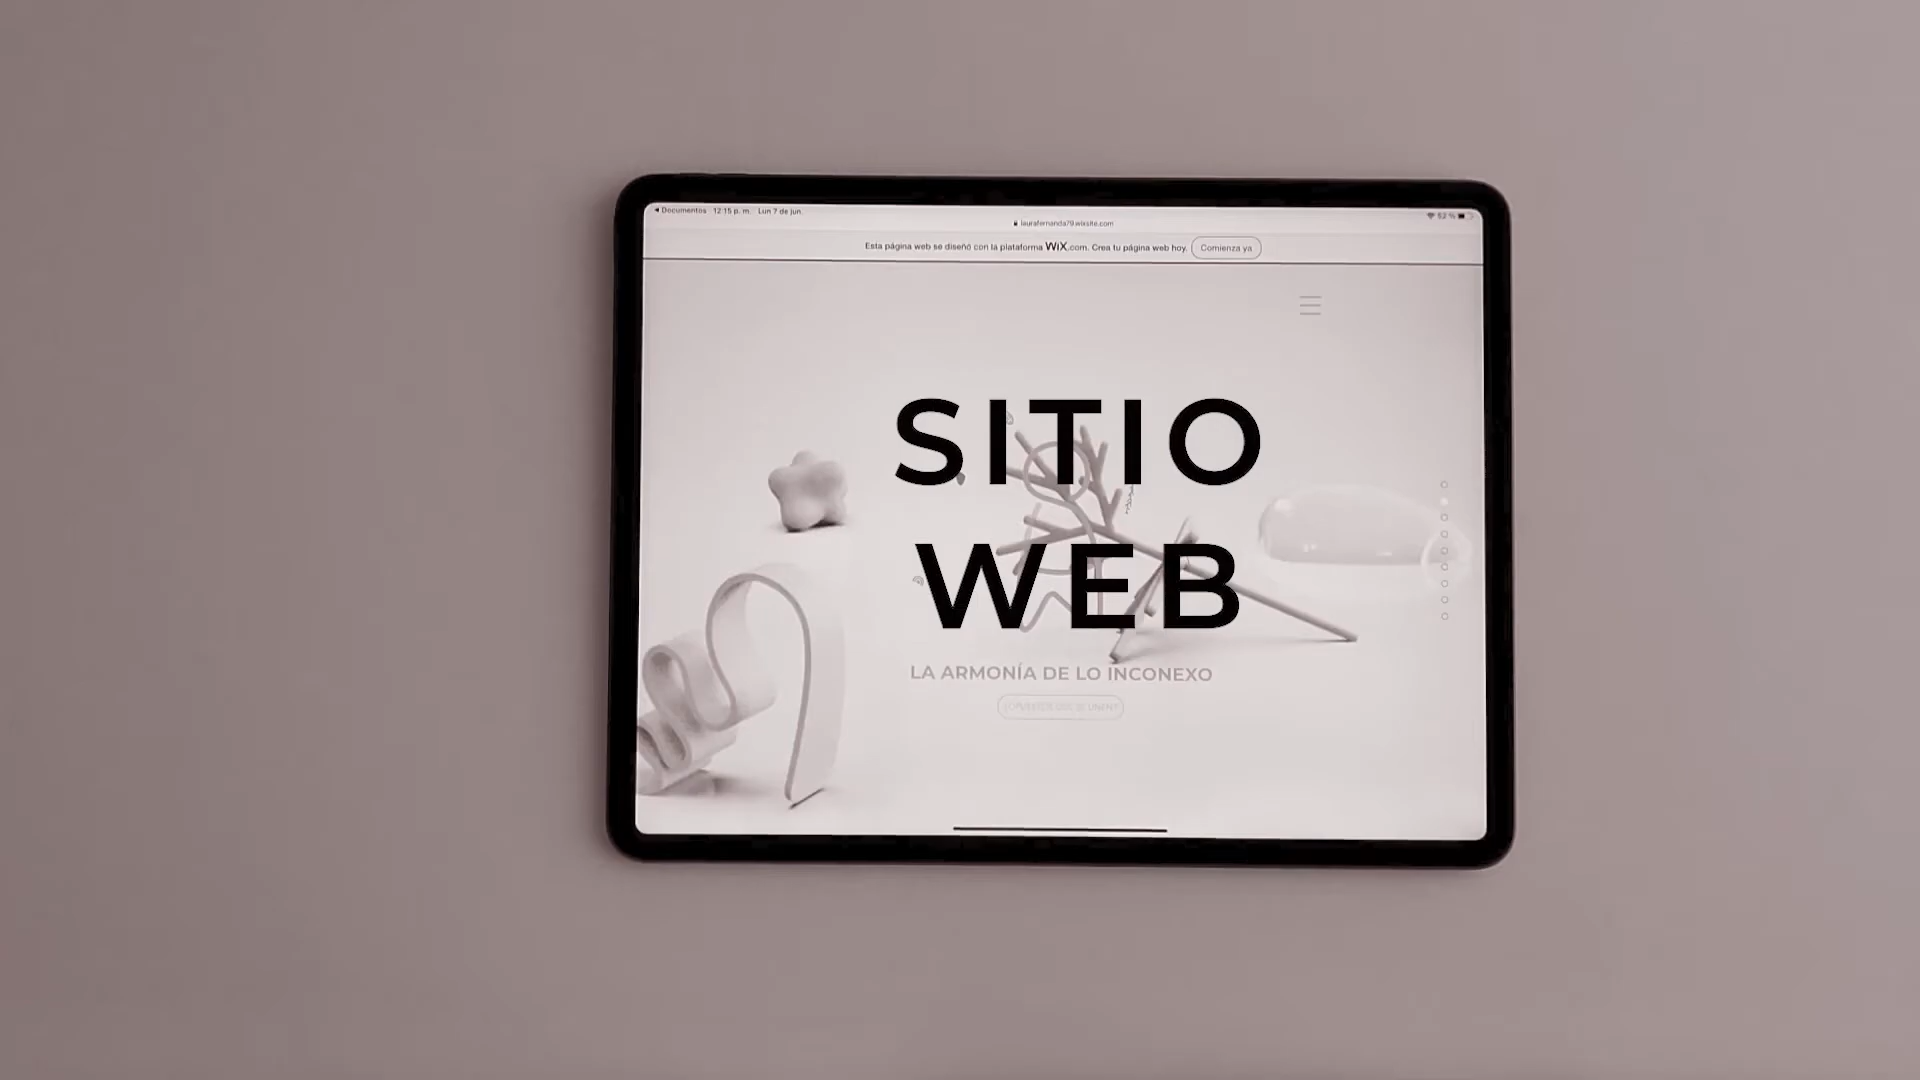 Documentos 12:15 p. m. Lun 7 de jun.
52 %
laurafernanda79.wixsite.com
Esta página web se diseñó con la plataforma WiX.com. Crea tu página web hoy. Comienza ya
SITIO
WEB
LA ARMONÍA DE LO INCONEXO